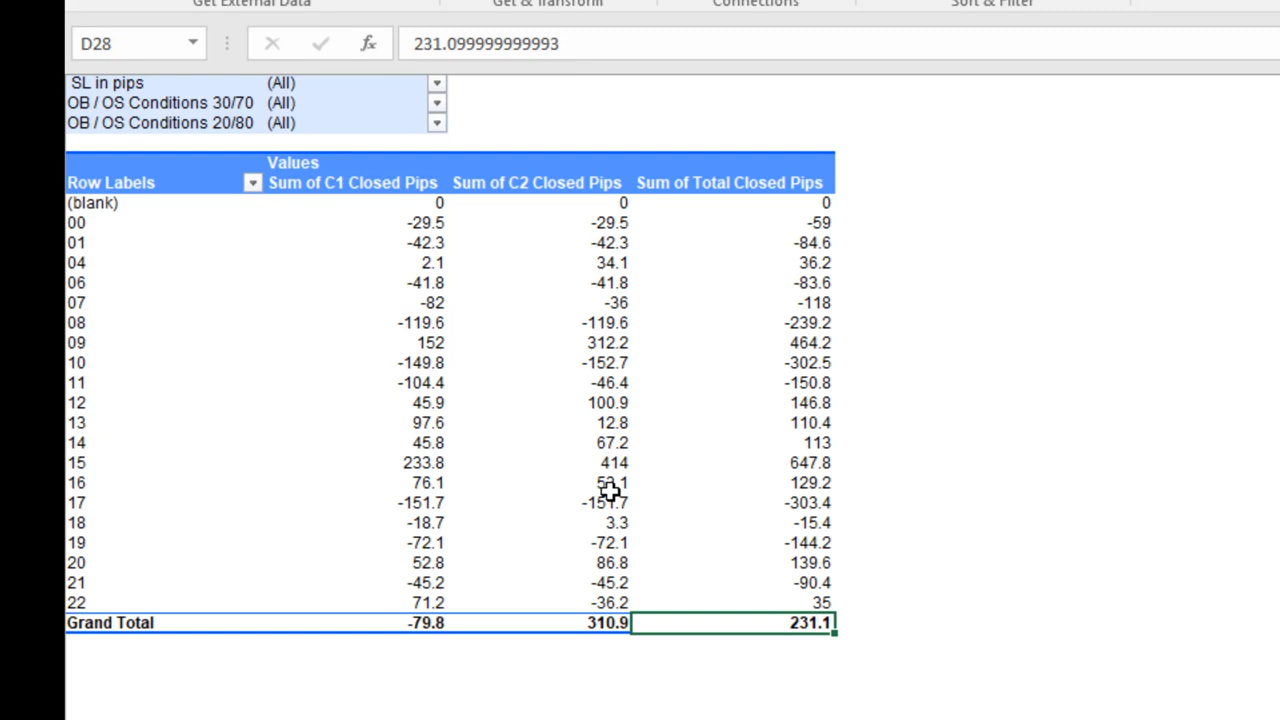 Get External Data Get & Transform Connections Sort & Filter
D28 fx 231.099999999993
SL in pips (All)
OB / OS Conditions 30/70 (All)
OB / OS Conditions 20/80 (All)
Values
Row Labels Sum of C1 Closed Pips Sum of C2 Closed Pips Sum of Total Closed Pips
(blank) 0 0 0
00 -29.5 -29.5 -59
01 -42.3 -42.3 -84.6
04 2.1 34.1 36.2
06 -41.8 -41.8 -83.6
07 -82 -36 -118
08 -119.6 -119.6 -239.2
09 152 312.2 464.2
10 -149.8 -152.7 -302.5
11 -104.4 -46.4 -150.8
12 45.9 100.9 146.8
13 97.6 12.8 110.4
14 45.8 67.2 113
15 233.8 414 647.8
16 76.1 53.1 129.2
17 -151.7 -151.7 -303.4
18 -18.7 3.3 -15.4
19 -72.1 -72.1 -144.2
20 52.8 86.8 139.6
21 -45.2 -45.2 -90.4
22 71.2 -36.2 35
Grand Total -79.8 310.9 231.1